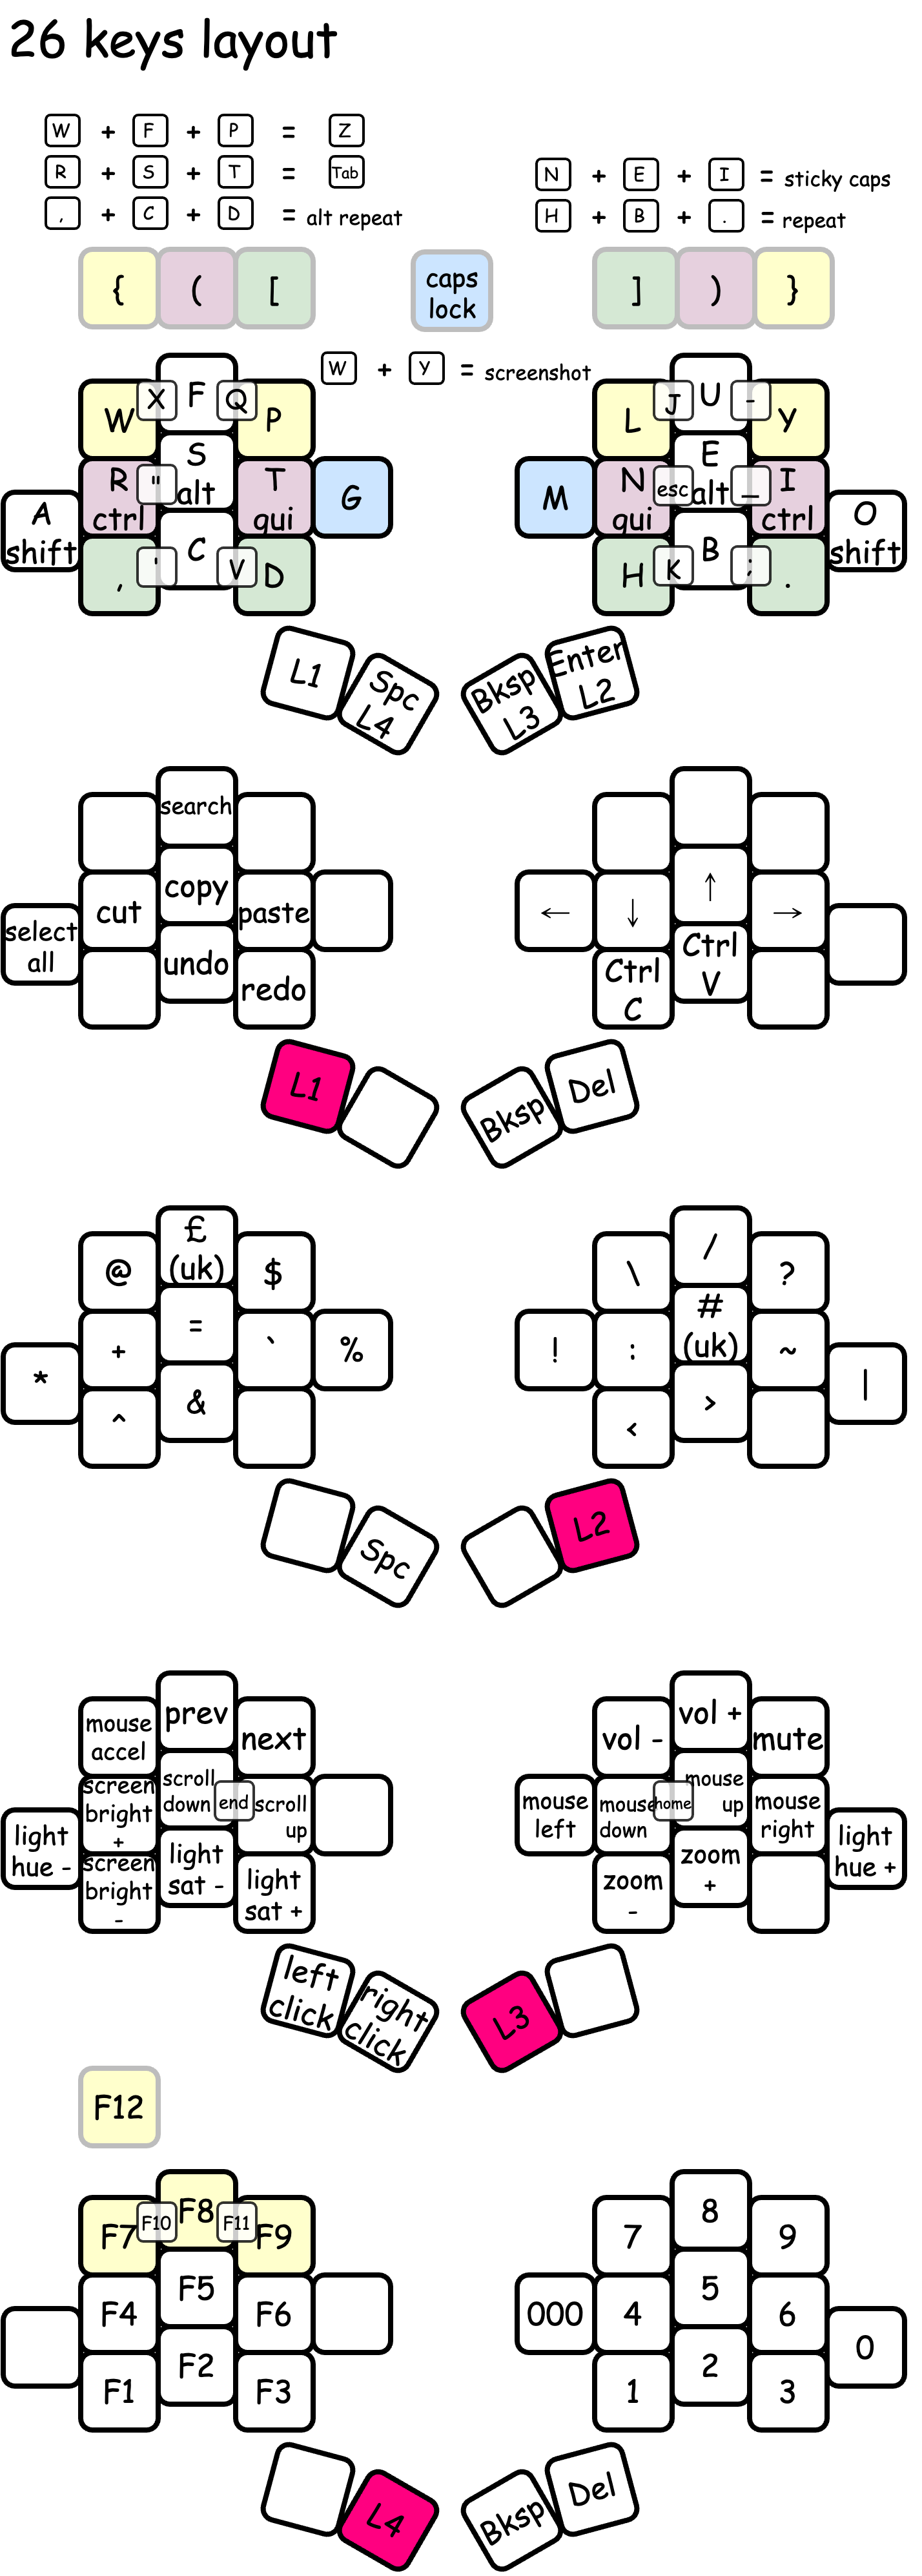 26 keys layout
W + F + P = Z
R + S + T = Tab
, + C + D = alt repeat
N + E + I = sticky caps
H + B + . = repeat
{ ( [
caps
lock
] ) }
W + Y = screenshot
W X F Q P
R
ctrl
"
S
alt
T
gui
G
A
shift
, ' C V D
L J U - Y
M
N
gui
esc
E
alt
_
I
ctrl
O
shift
H K B ; .
L1
Spc
L4
Bksp
L3
Enter
L2
search
cut
copy
paste
select
all
undo
redo
← ↓ ↑ →
Ctrl
C
Ctrl
V
L1
Bksp
Del
@
£
(uk)
$
+ = ` %
*
^ &
\ / ?
! :
#
(uk)
~
|
< >
Spc
L2
mouse
accel
prev
next
screen
bright
+
scroll
down
end
scroll
up
light
hue -
screen
bright
-
light
sat -
light
sat +
vol -
vol +
mute
mouse
left
mouse
down
home
mouse
up
mouse
right
light
hue +
zoom
-
zoom
+
left
click
right
click
L3
F12
F7 F10 F8 F11 F9
F4 F5 F6
F1 F2 F3
7 8 9
000 4 5 6
0
1 2 3
L4
Bksp
Del